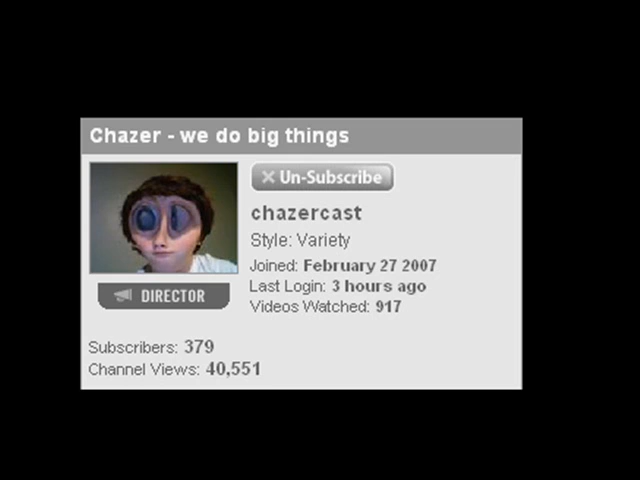 Chazer - we do big things
Un-Subscribe
chazercast
Style: Variety
Joined: February 27 2007
Last Login: 3 hours ago
Videos Watched: 917
DIRECTOR
Subscribers: 379
Channel Views: 40,551